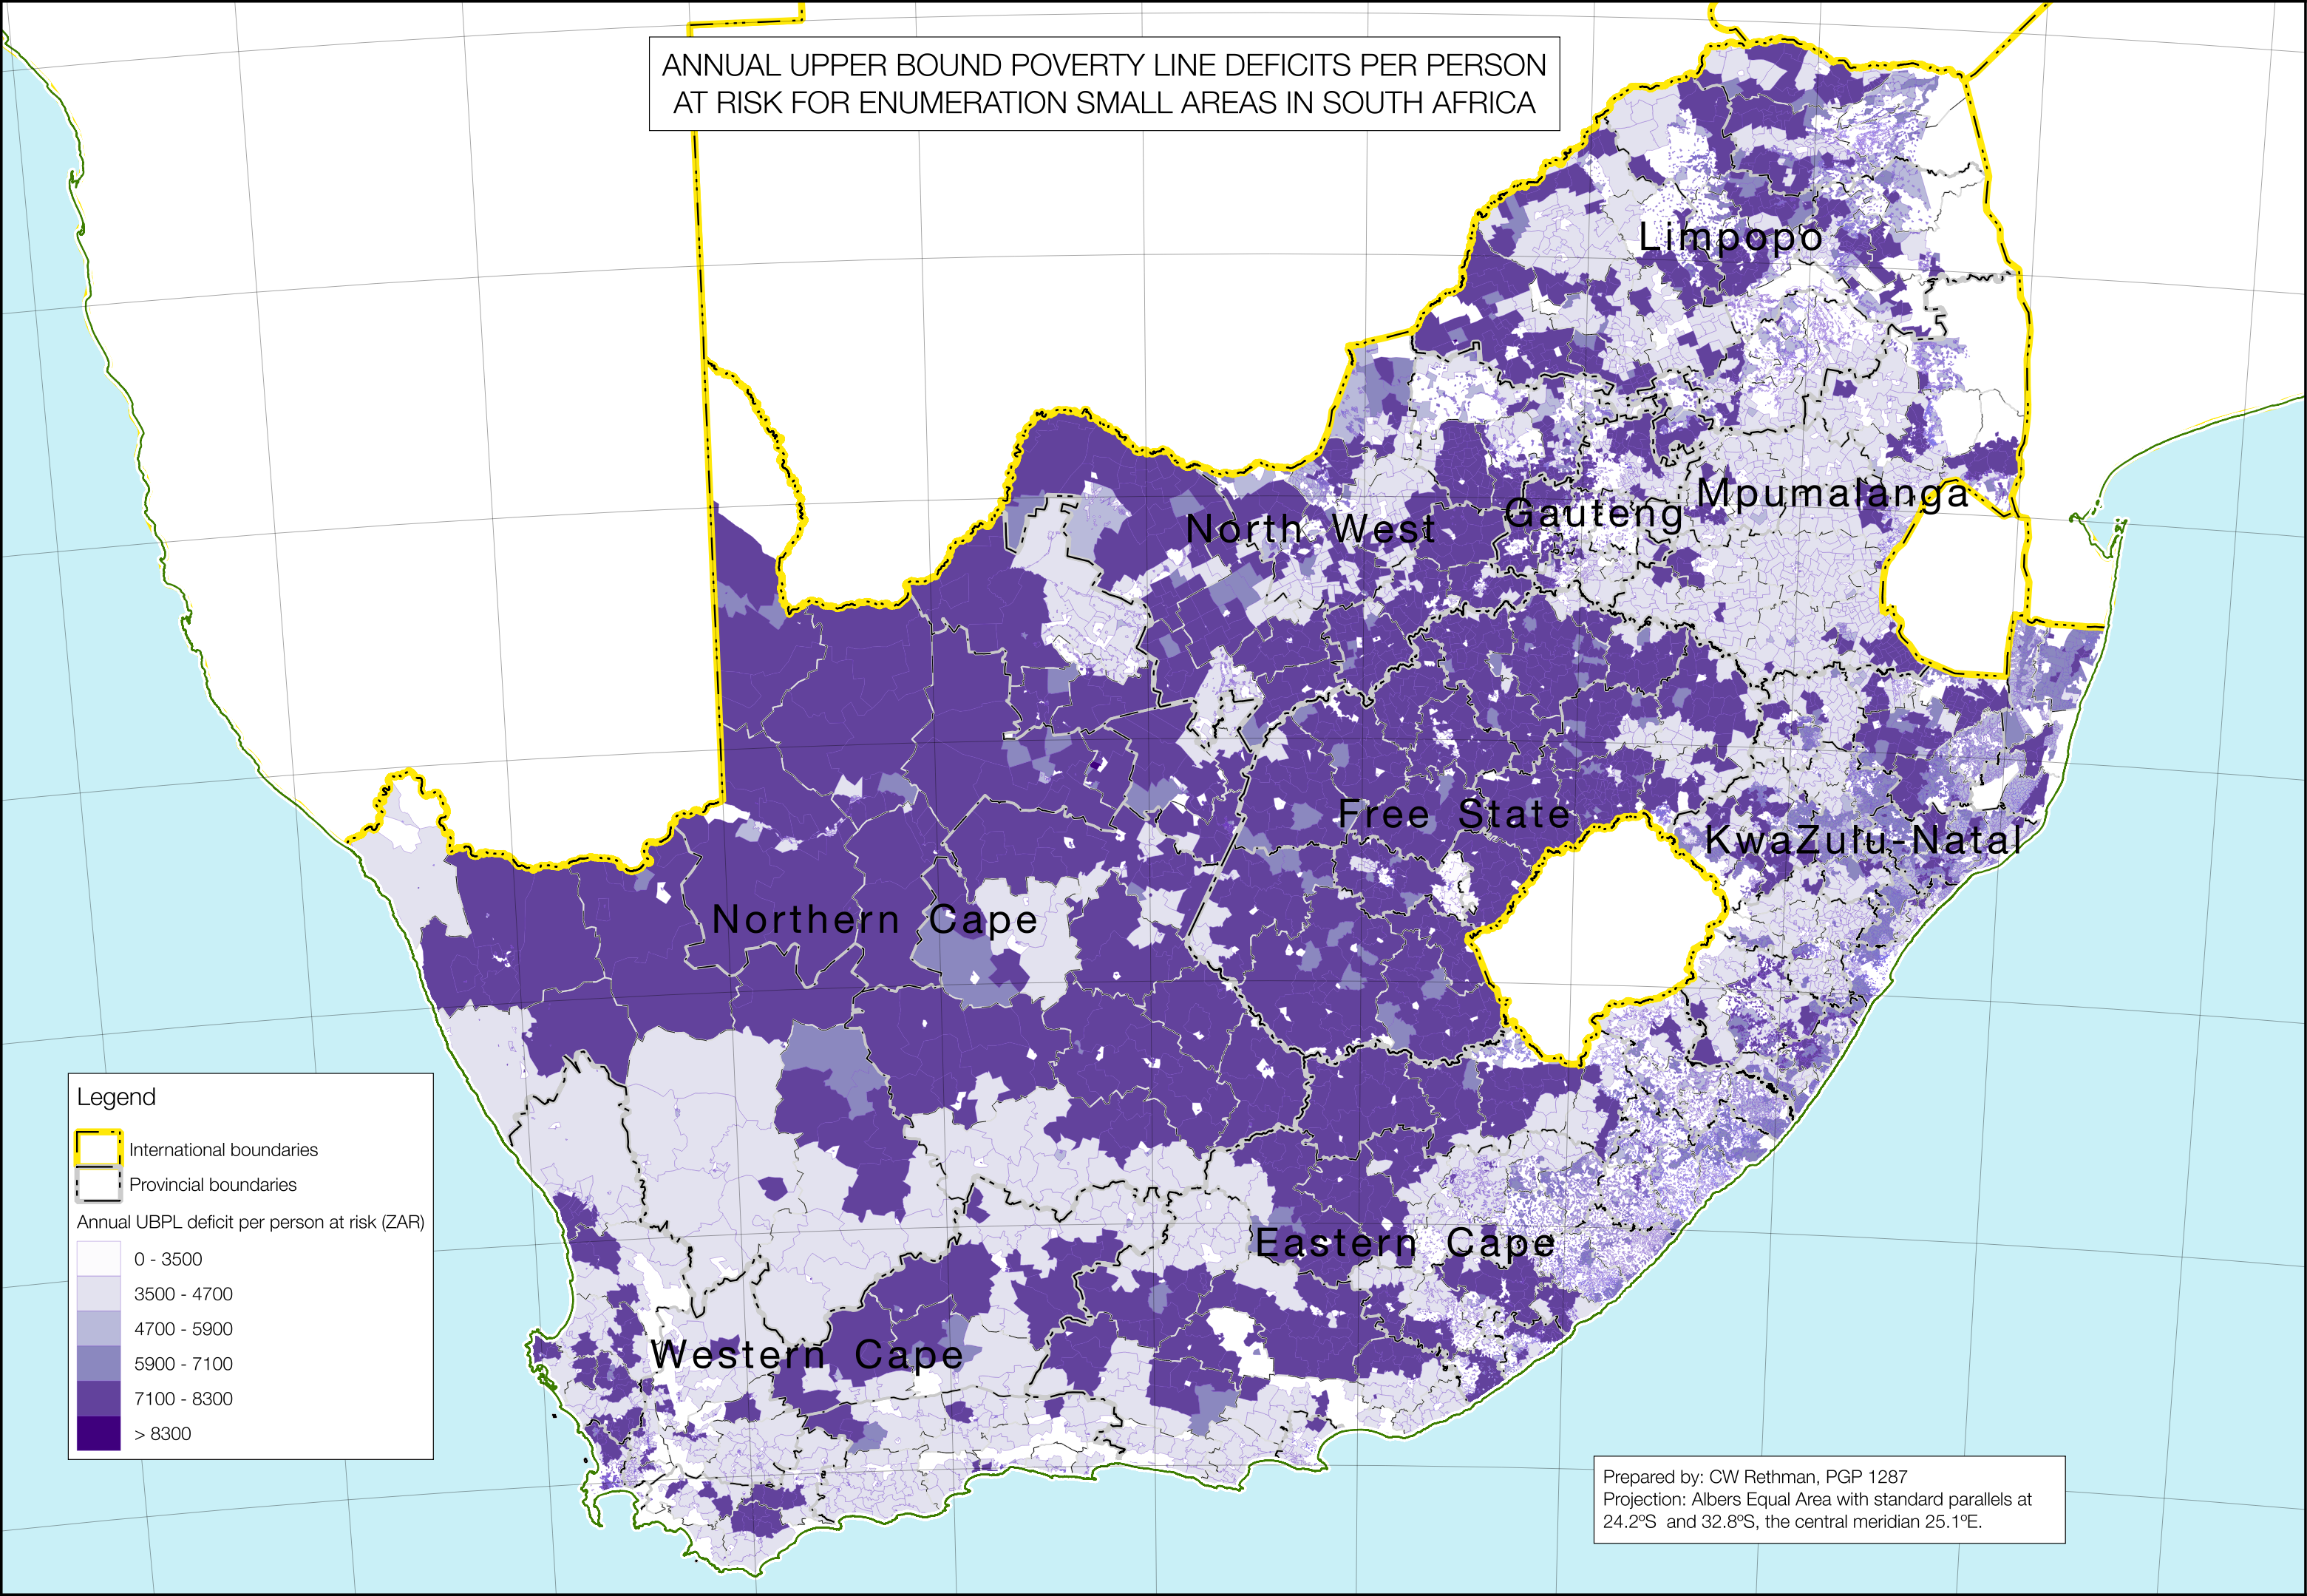 ANNUAL UPPER BOUND POVERTY LINE DEFICITS PER PERSON
AT RISK FOR ENUMERATION SMALL AREAS IN SOUTH AFRICA
Limpopo
Mpumalanga
Gauteng
North West
Free State
KwaZulu-Natal
Northern Cape
Eastern Cape
Western Cape
Legend
International boundaries
Provincial boundaries
Annual UBPL deficit per person at risk (ZAR)
0 - 3500
3500 - 4700
4700 - 5900
5900 - 7100
7100 - 8300
> 8300
Prepared by: CW Rethman, PGP 1287
Projection: Albers Equal Area with standard parallels at
24.2ºS and 32.8ºS, the central meridian 25.1ºE.